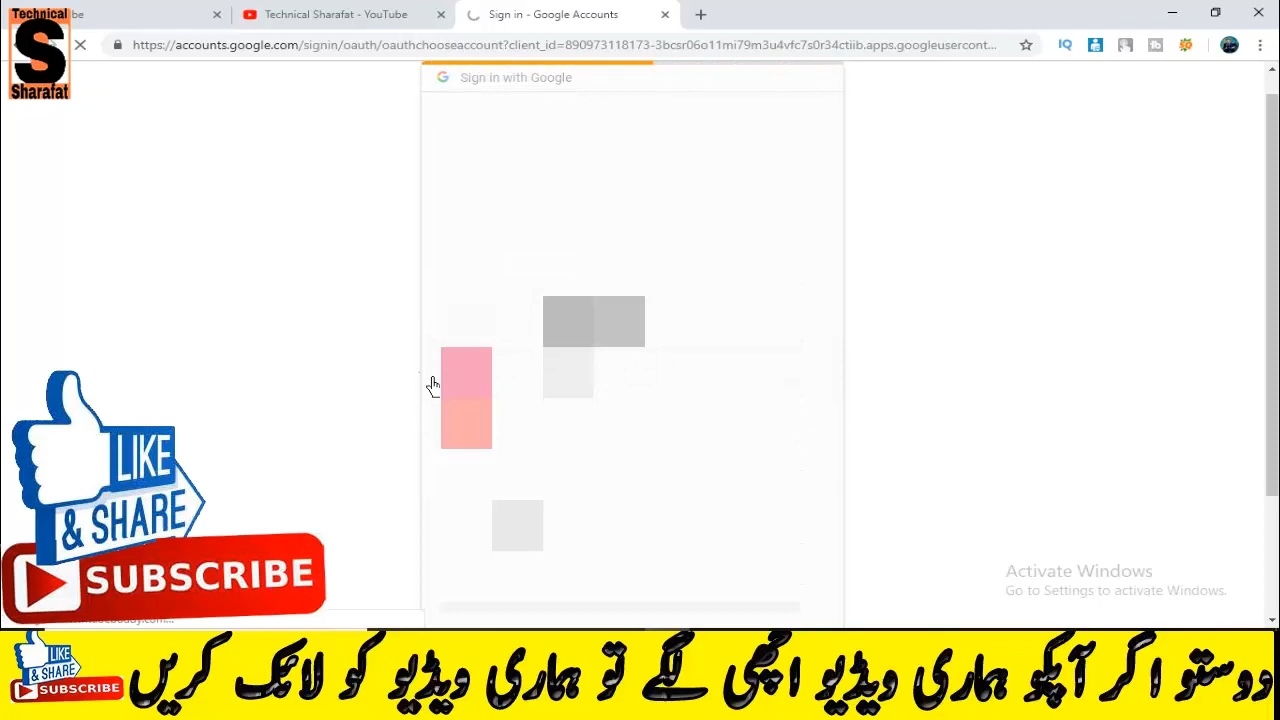 Technical
S
Sharafat
be
Technical Sharafat - YouTube
Sign in - Google Accounts
https://accounts.google.com/signin/oauth/oauthchooseaccount?client_id=890973118173-3bcsr06o11mi79m3u4vfc7s0r34ctiib.apps.googleusercont...
Sign in with Google
LIKE
& SHARE
SUBSCRIBE
Activate Windows
Go to Settings to activate Windows.
LIKE
& SHARE
SUBSCRIBE
دوستو اگر آپکو ہماری ویڈیو اچھی لگے تو ہماری ویڈیو کو لائک کریں